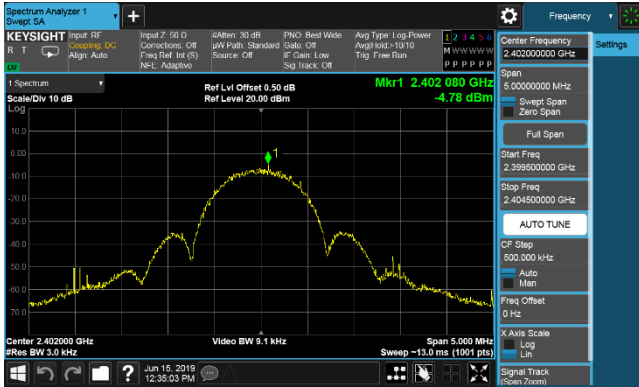 Spectrum Analyzer 1
Swept SA
Frequency
KEYSIGHT
R T
Input: RF
Coupling: DC
Align: Auto
Input Z: 50 Ω
Corrections: Off
Freq Ref: Int (S)
NFE: Adaptive
#Atten: 30 dB
µW Path: Standard
Source: Off
PNO: Best Wide
Gate: Off
IF Gain: Low
Sig Track: Off
Avg Type: Log-Power
Avg|Hold:>10/10
Trig: Free Run
1 2 3 4 5 6
M W W W W W
P P P P P P
1 Spectrum
Scale/Div 10 dB
Log
Ref Lvl Offset 0.50 dB
Ref Level 20.00 dBm
Mkr1 2.402 080 GHz
-4.78 dBm
1
10.0
0.00
-10.0
-20.0
-30.0
-40.0
-50.0
-60.0
-70.0
Center 2.402000 GHz
#Res BW 3.0 kHz
Video BW 9.1 kHz
Span 5.000 MHz
Sweep ~13.0 ms (1001 pts)
Jun 15, 2019
12:35:03 PM
Center Frequency
2.402000000 GHz
Settings
Span
5.00000000 MHz
Swept Span
Zero Span
Full Span
Start Freq
2.399500000 GHz
Stop Freq
2.404500000 GHz
AUTO TUNE
CF Step
500.000 kHz
Auto
Man
Freq Offset
0 Hz
X Axis Scale
Log
Lin
Signal Track
(Span Zoom)